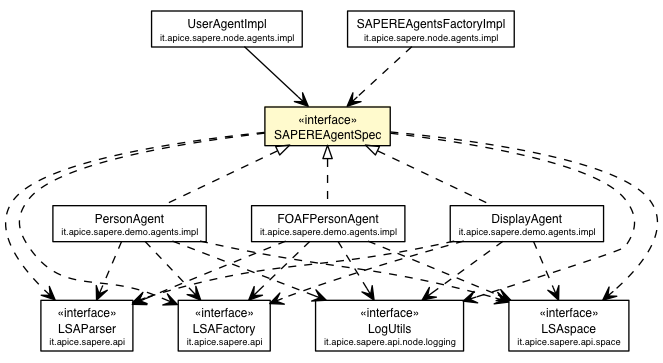 UserAgentImpl
it.apice.sapere.node.agents.impl
SAPEREAgentsFactoryImpl
it.apice.sapere.node.agents.impl
«interface»
SAPEREAgentSpec
PersonAgent
it.apice.sapere.demo.agents.impl
FOAFPersonAgent
it.apice.sapere.demo.agents.impl
DisplayAgent
it.apice.sapere.demo.agents.impl
«interface»
LSAParser
it.apice.sapere.api
«interface»
LSAFactory
it.apice.sapere.api
«interface»
LogUtils
it.apice.sapere.api.node.logging
«interface»
LSAspace
it.apice.sapere.api.space